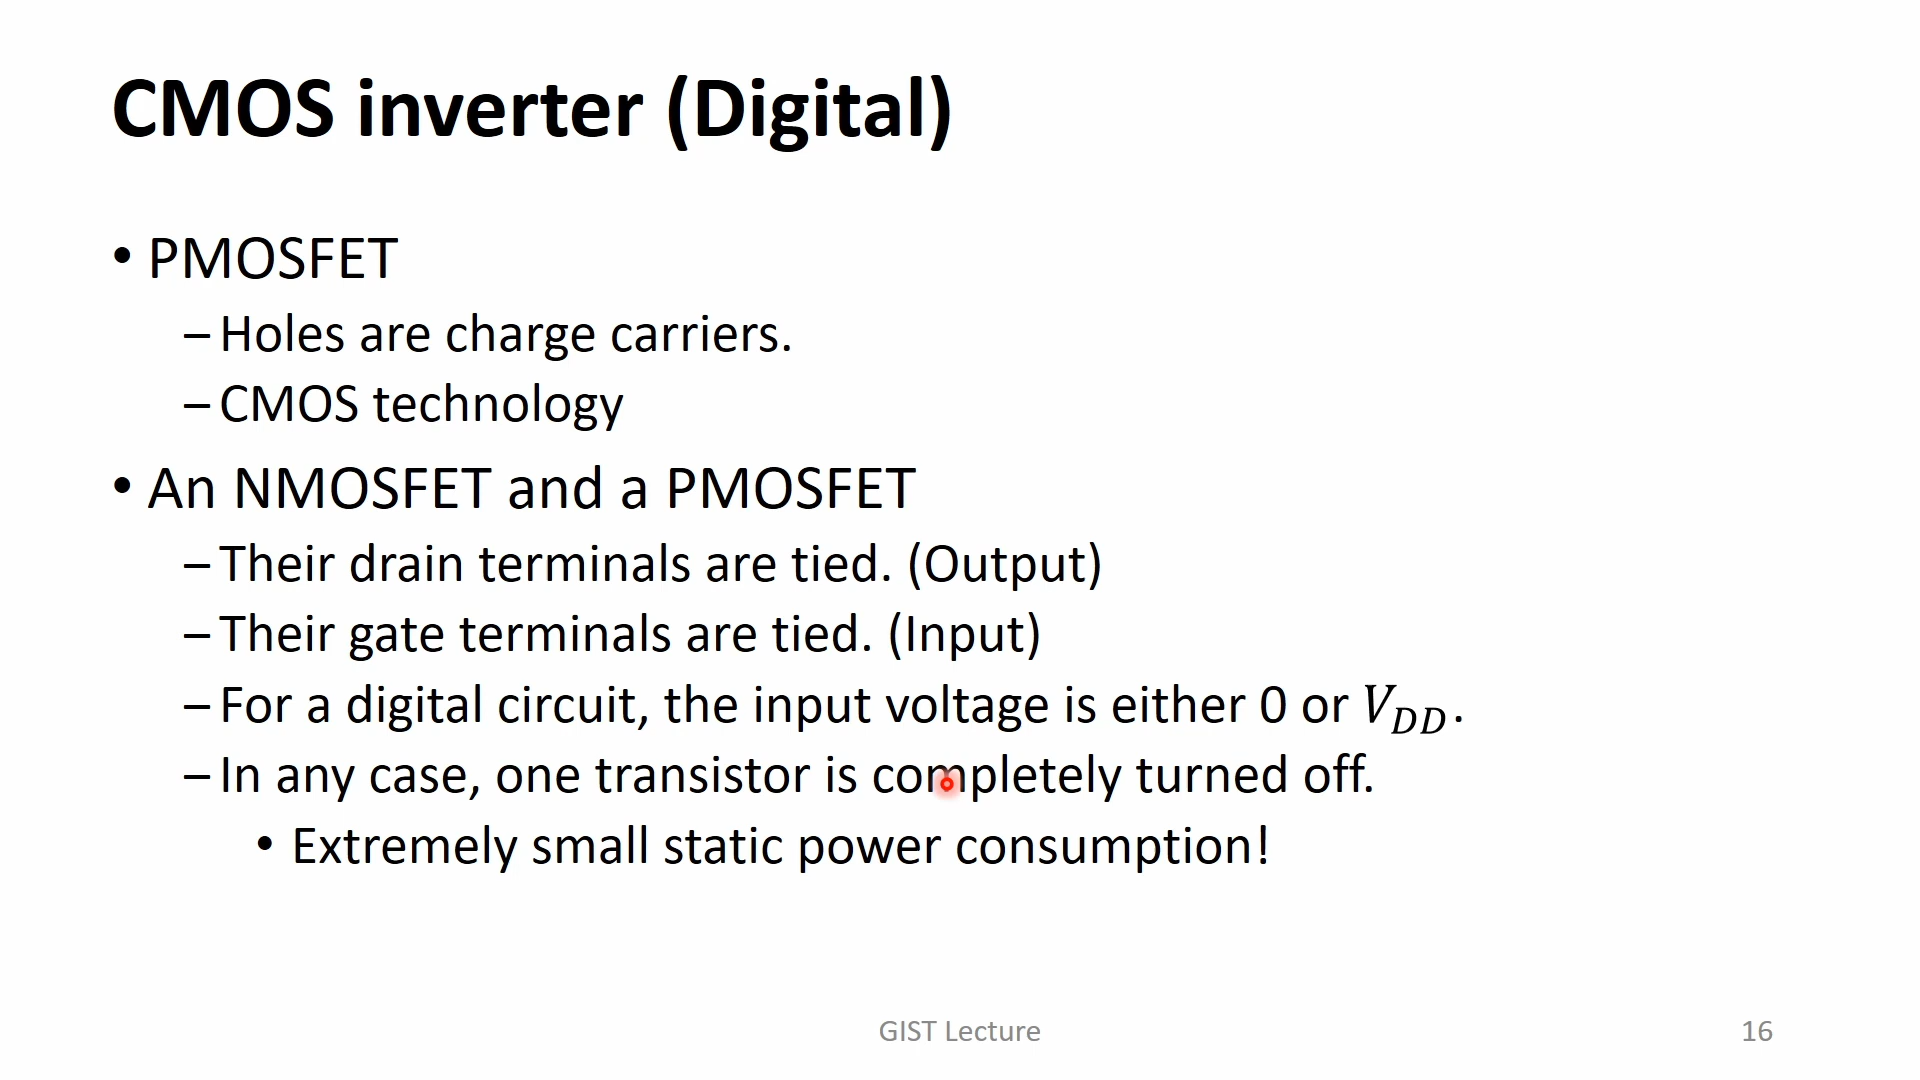 CMOS inverter (Digital)
• PMOSFET
– Holes are charge carriers.
– CMOS technology
• An NMOSFET and a PMOSFET
– Their drain terminals are tied. (Output)
– Their gate terminals are tied. (Input)
– For a digital circuit, the input voltage is either 0 or V_DD.
– In any case, one transistor is completely turned off.
• Extremely small static power consumption!
GIST Lecture 16